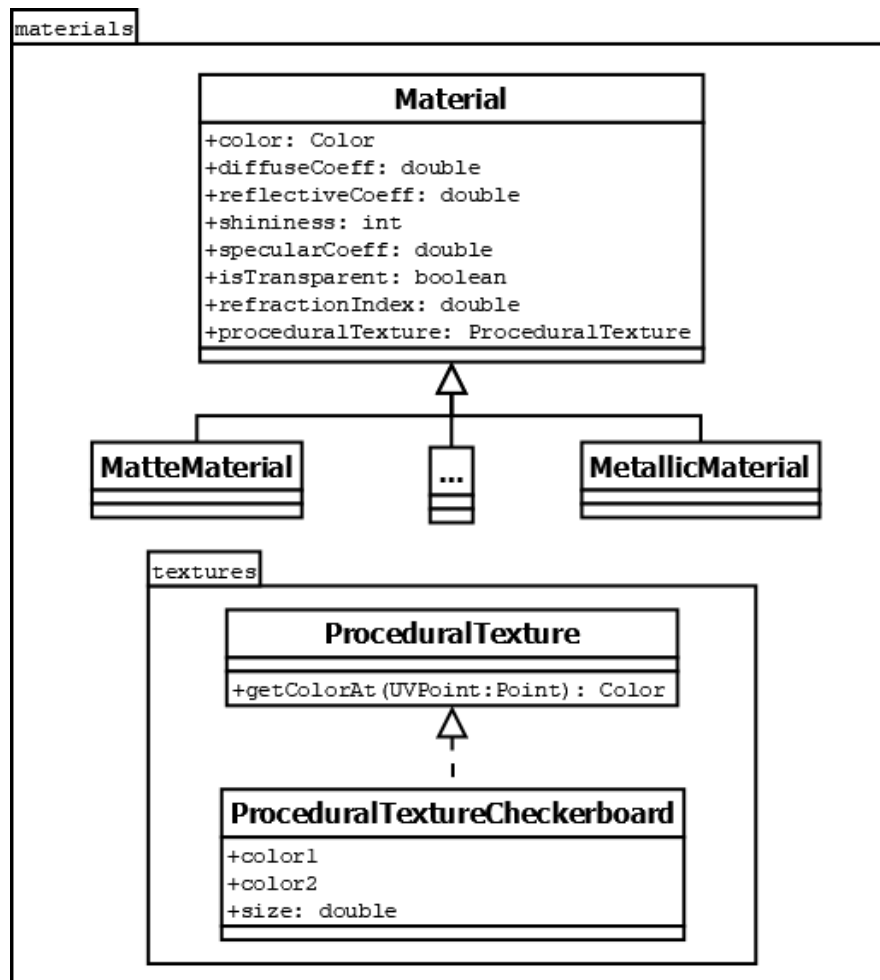 materials
Material
+color: Color
+diffuseCoeff: double
+reflectiveCoeff: double
+shininess: int
+specularCoeff: double
+isTransparent: boolean
+refractionIndex: double
+proceduralTexture: ProceduralTexture
MatteMaterial
...
MetallicMaterial
textures
ProceduralTexture
+getColorAt(UVPoint:Point): Color
ProceduralTextureCheckerboard
+color1
+color2
+size: double